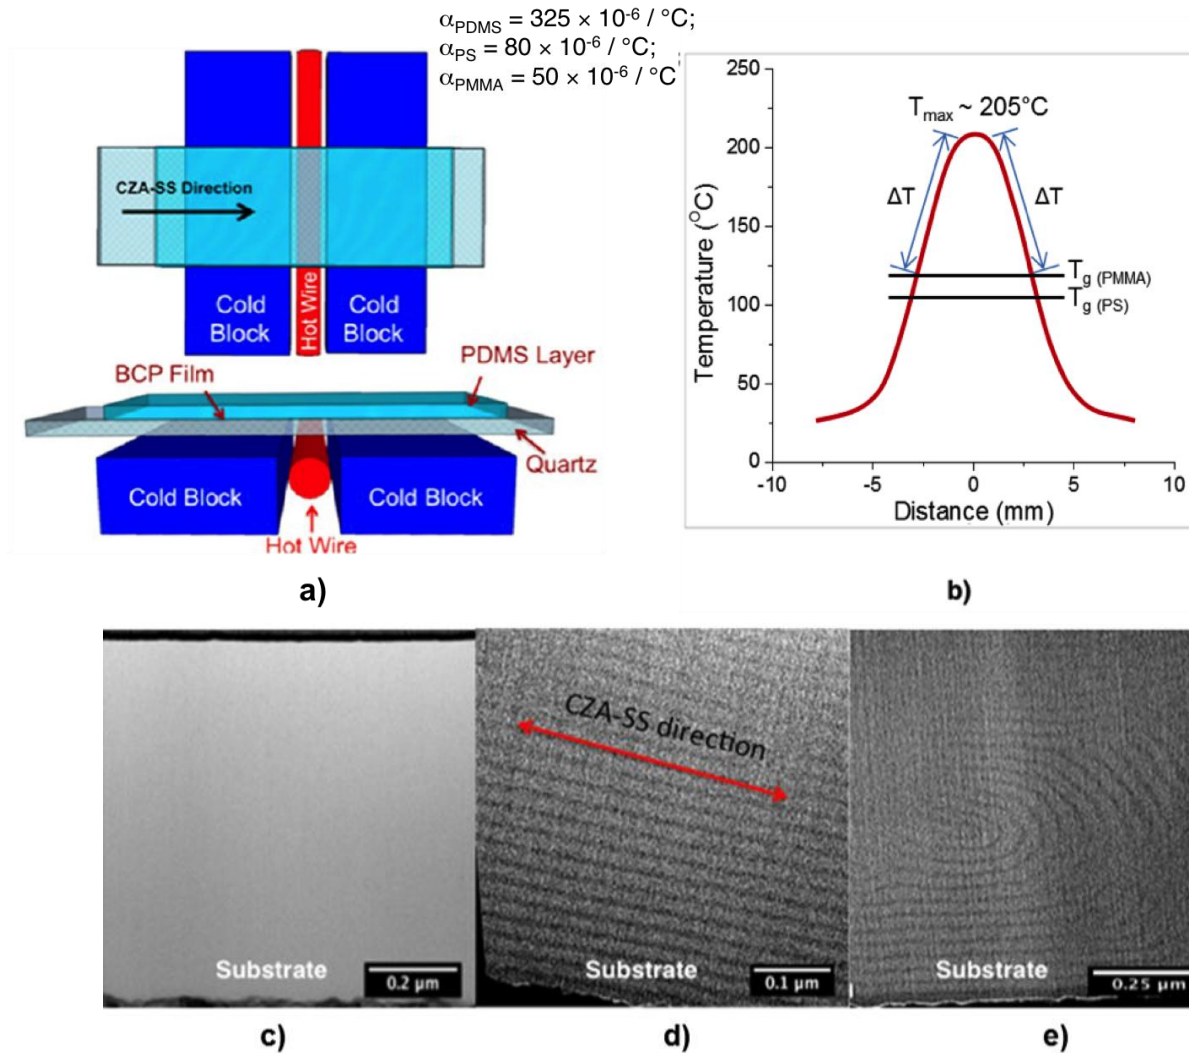 α_PDMS = 325 × 10⁻⁶ / °C;
α_PS = 80 × 10⁻⁶ / °C;
α_PMMA = 50 × 10⁻⁶ / °C
CZA-SS Direction
Cold Block
Hot Wire
Cold Block
BCP Film
PDMS Layer
Quartz
Cold Block
Cold Block
Hot Wire
a)
250
200
150
100
50
0
-10
-5
0
5
10
Temperature (°C)
Distance (mm)
T_max ~ 205°C
ΔT
ΔT
T_g (PMMA)
T_g (PS)
b)
Substrate
0.2 μm
c)
CZA-SS direction
Substrate
0.1 μm
d)
Substrate
0.25 μm
e)